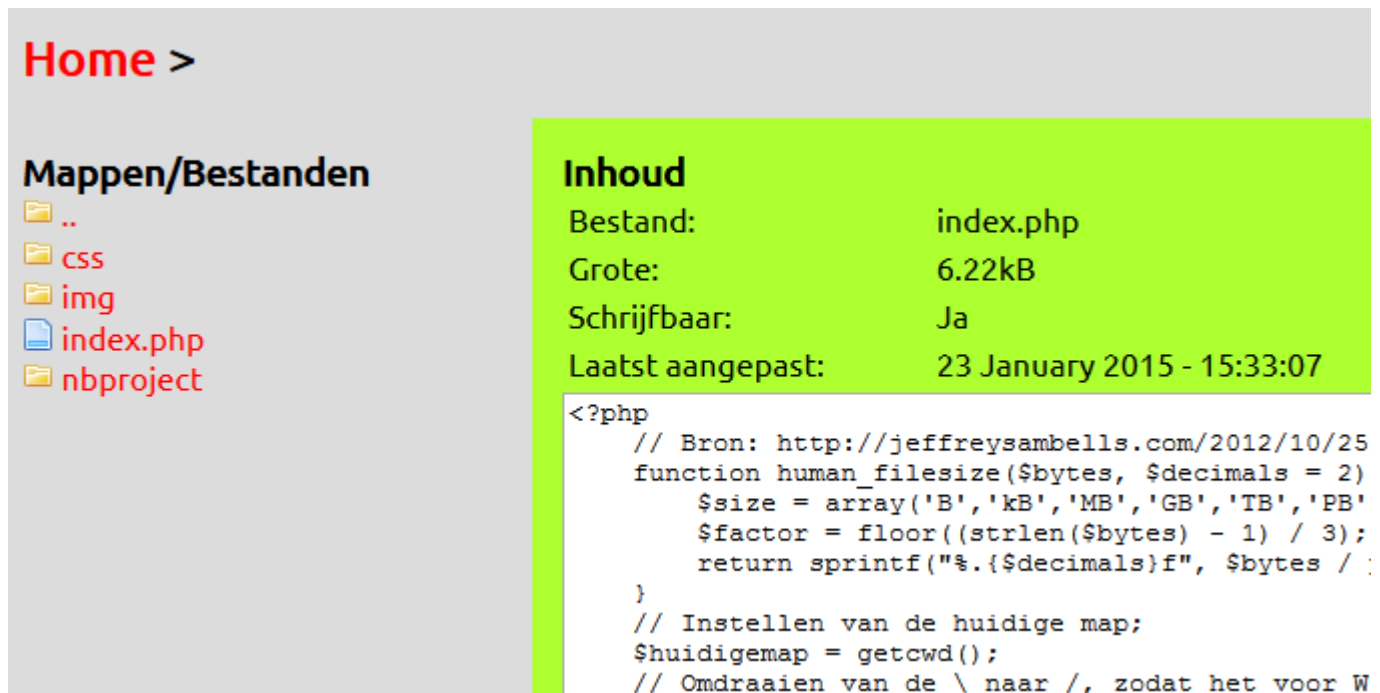 Home >
Mappen/Bestanden
..
css
img
index.php
nbproject
Inhoud
Bestand: index.php
Grote: 6.22kB
Schrijfbaar: Ja
Laatst aangepast: 23 January 2015 - 15:33:07
<?php
// Bron: http://jeffreysambells.com/2012/10/25
function human_filesize($bytes, $decimals = 2)
$size = array('B','kB','MB','GB','TB','PB'
$factor = floor((strlen($bytes) - 1) / 3);
return sprintf("%.{$decimals}f", $bytes /
}
// Instellen van de huidige map;
$huidigemap = getcwd();
// Omdraaien van de \ naar /, zodat het voor W